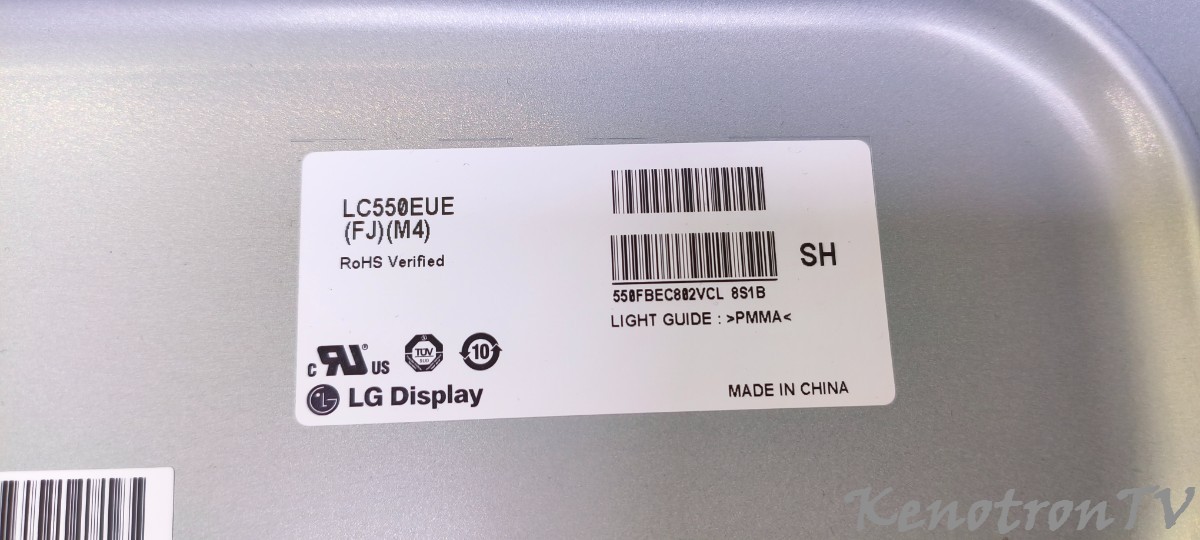 LC550EUE
(FJ)(M4)
RoHS Verified
550FBEC802VCL 8S1B
SH
LIGHT GUIDE : >PMMA<
c RU® US
TÜV
10
LG Display
MADE IN CHINA
KenotronTV